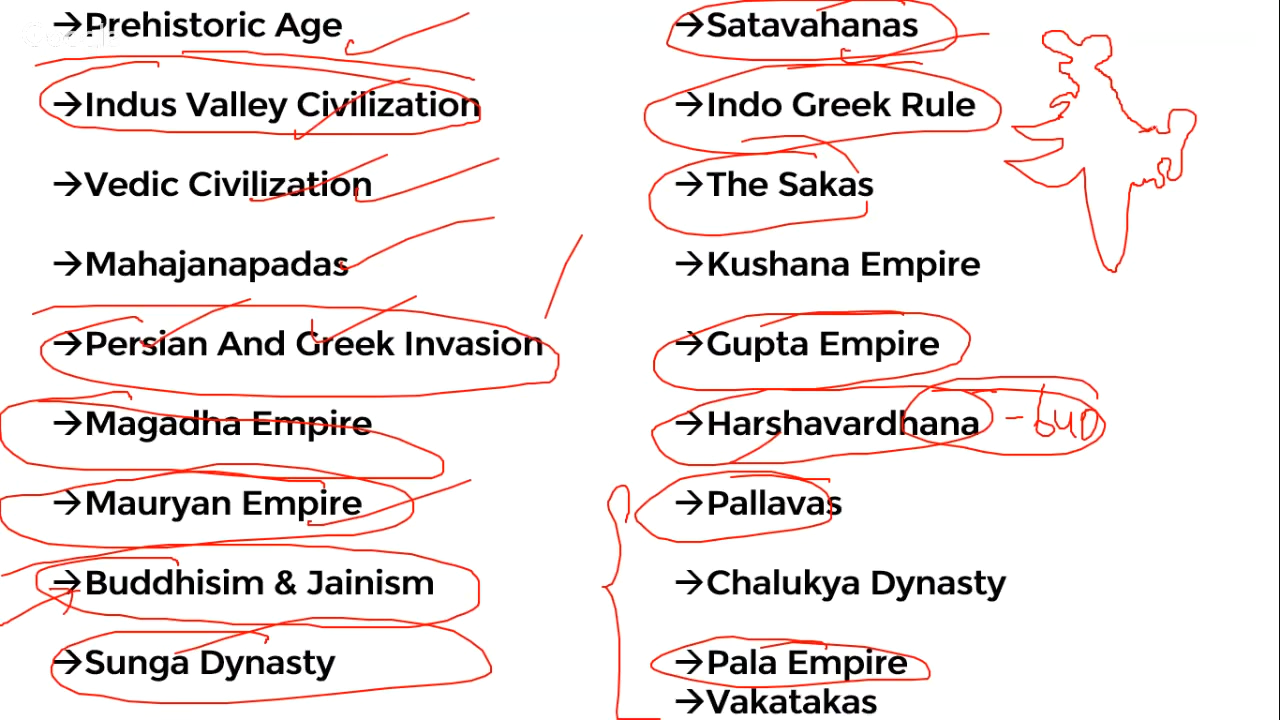 →Prehistoric Age
→Indus Valley Civilization
→Vedic Civilization
→Mahajanapadas
→Persian And Greek Invasion
→Magadha Empire
→Mauryan Empire
→Buddhisim & Jainism
→Sunga Dynasty
→Satavahanas
→Indo Greek Rule
→The Sakas
→Kushana Empire
→Gupta Empire
→Harshavardhana - 640
→Pallavas
→Chalukya Dynasty
→Pala Empire
→Vakatakas